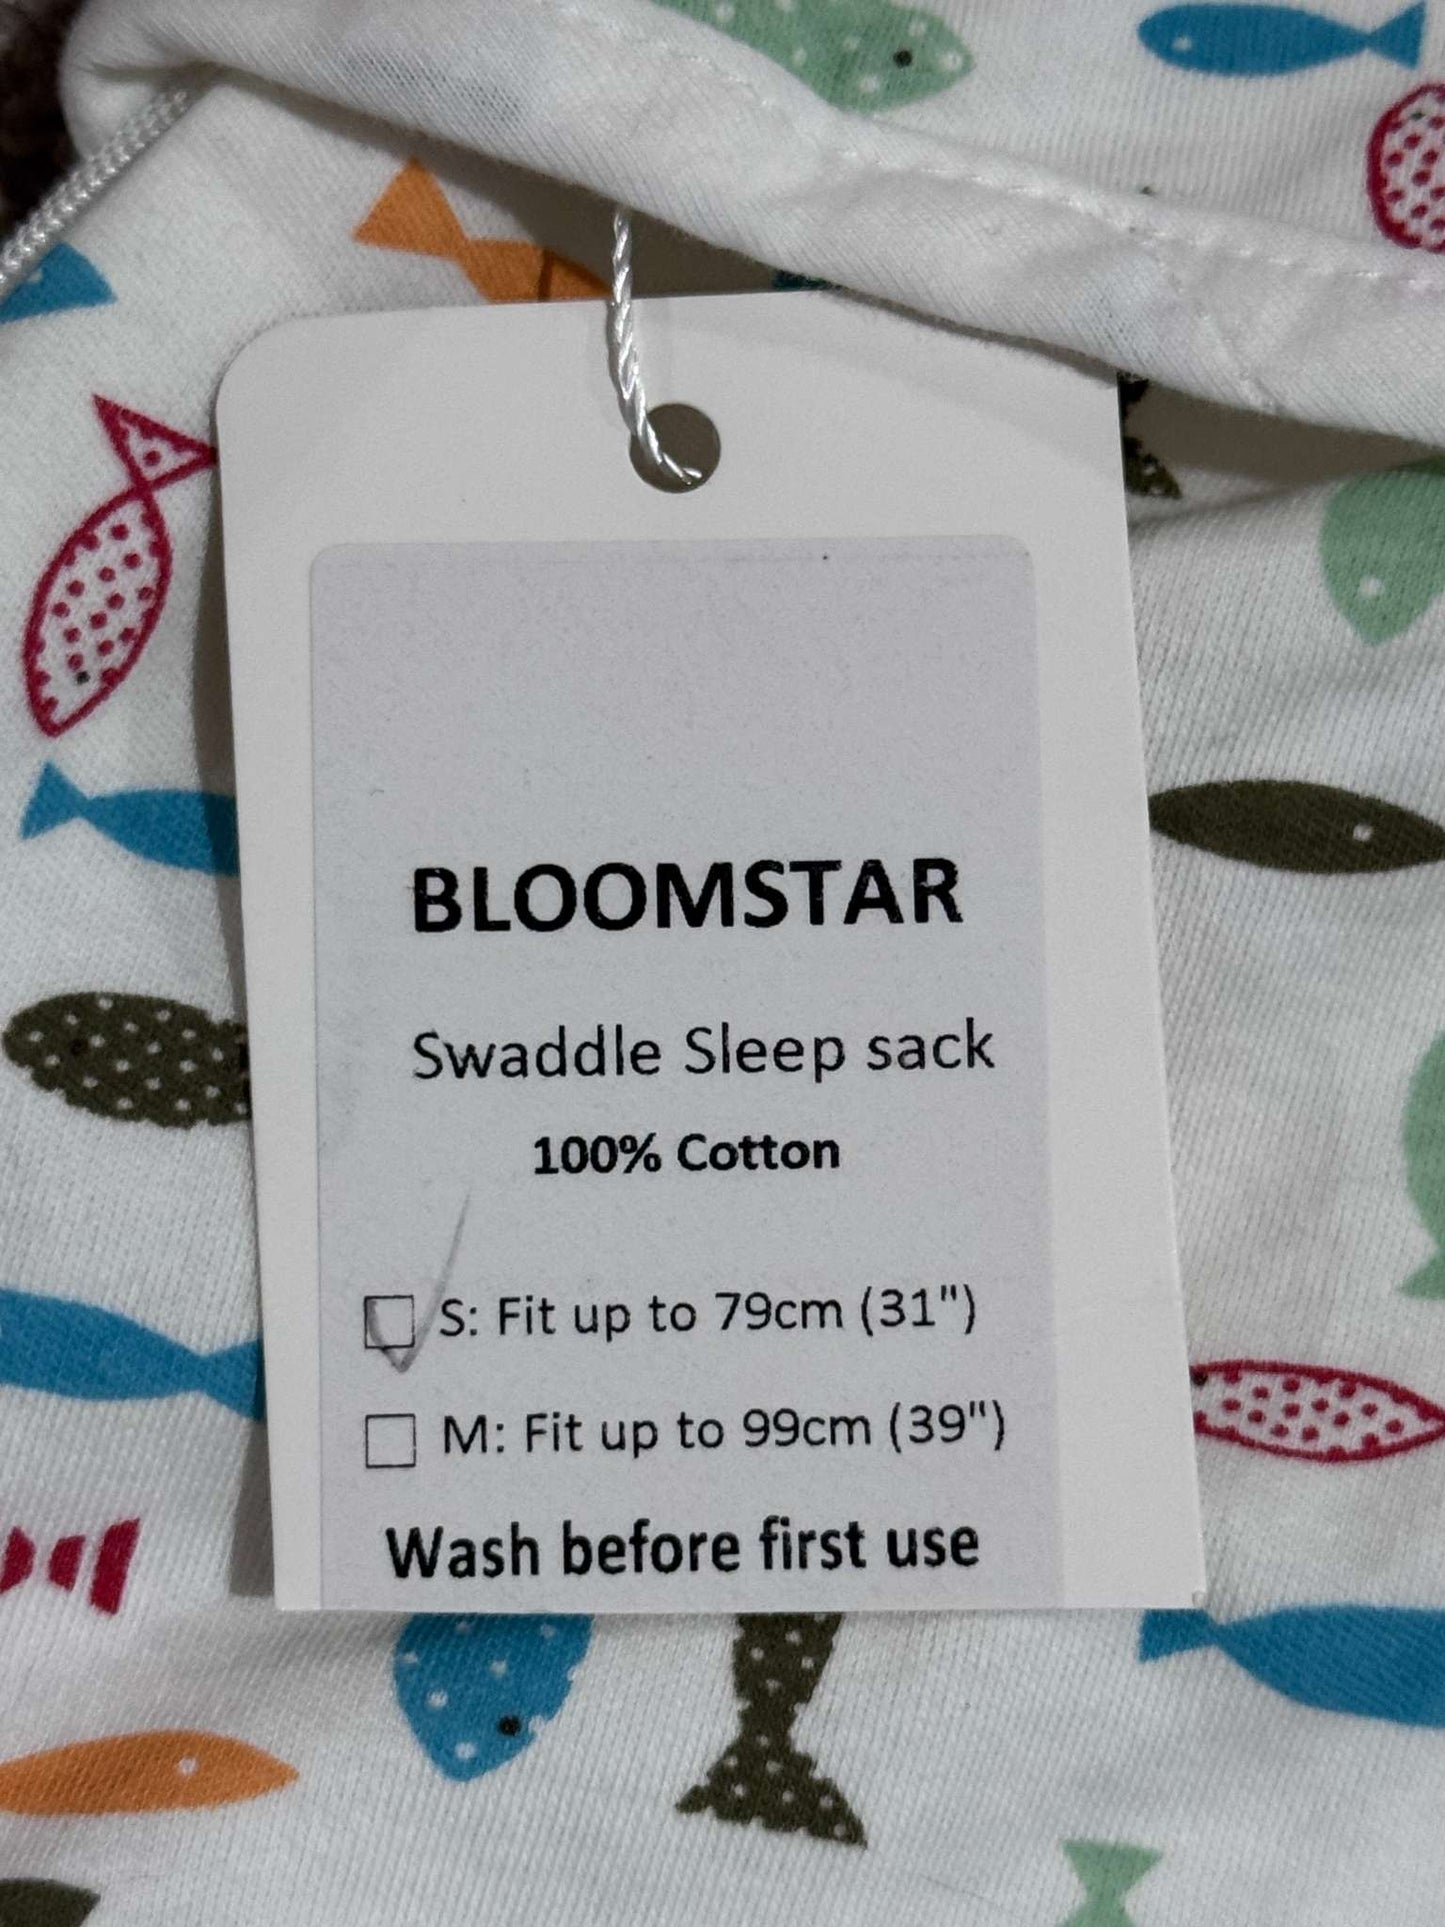 BLOOMSTAR
Swaddle Sleep sack
100% Cotton
S: Fit up to 79cm (31")
M: Fit up to 99cm (39")
Wash before first use